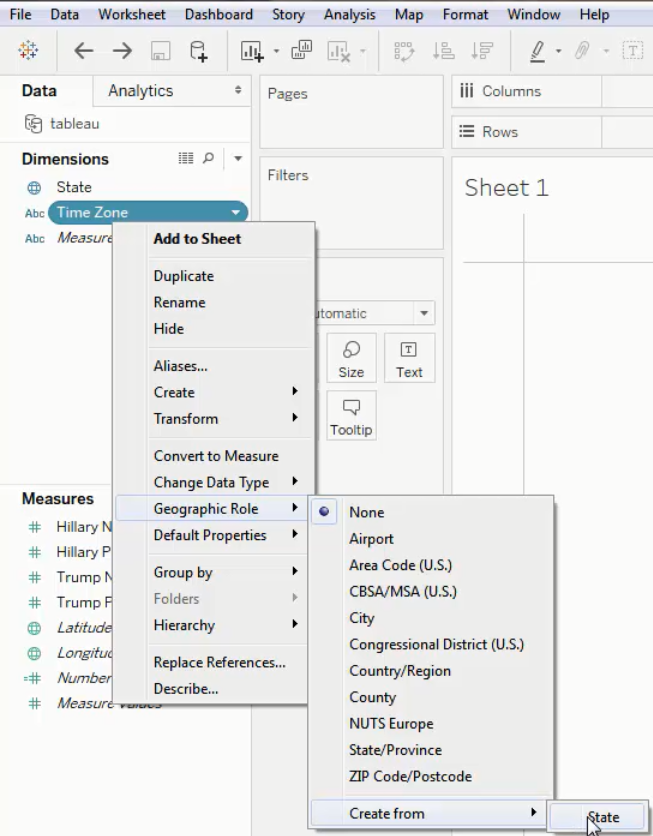 File Data Worksheet Dashboard Story Analysis Map Format Window Help
Data Analytics
Pages
iii Columns
tableau
Rows
Dimensions
Filters
State
Sheet 1
Abc Time Zone
Abc Measure
Add to Sheet
Duplicate
Rename
Hide
utomatic
Aliases...
Size
T
Text
Create
Transform
Tooltip
Convert to Measure
Change Data Type
Measures
Geographic Role
None
Hillary N
Default Properties
Airport
Hillary P
Area Code (U.S.)
Trump N
Group by
CBSA/MSA (U.S.)
Trump P
Folders
City
Latitude
Hierarchy
Congressional District (U.S.)
Longitud
Replace References...
Country/Region
Number
Describe...
County
Measure Values
NUTS Europe
State/Province
ZIP Code/Postcode
Create from
State